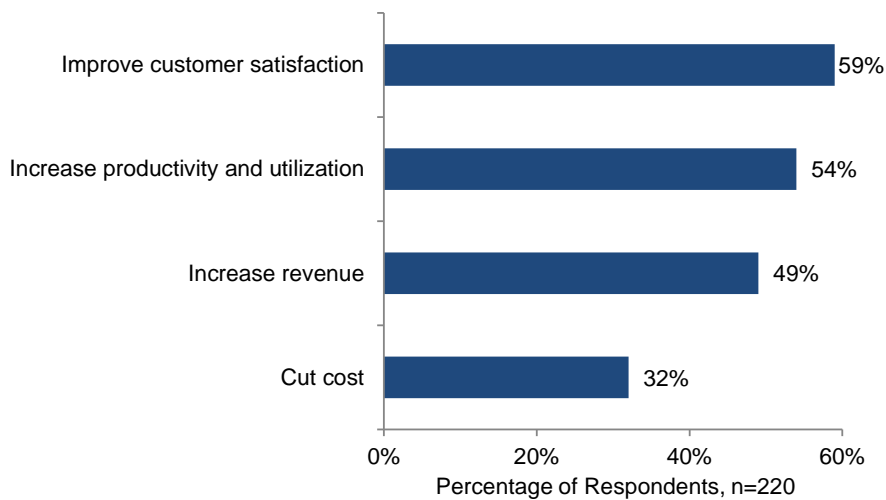 Improve customer satisfaction
59%
Increase productivity and utilization
54%
Increase revenue
49%
Cut cost
32%
0%
20%
40%
60%
Percentage of Respondents, n=220